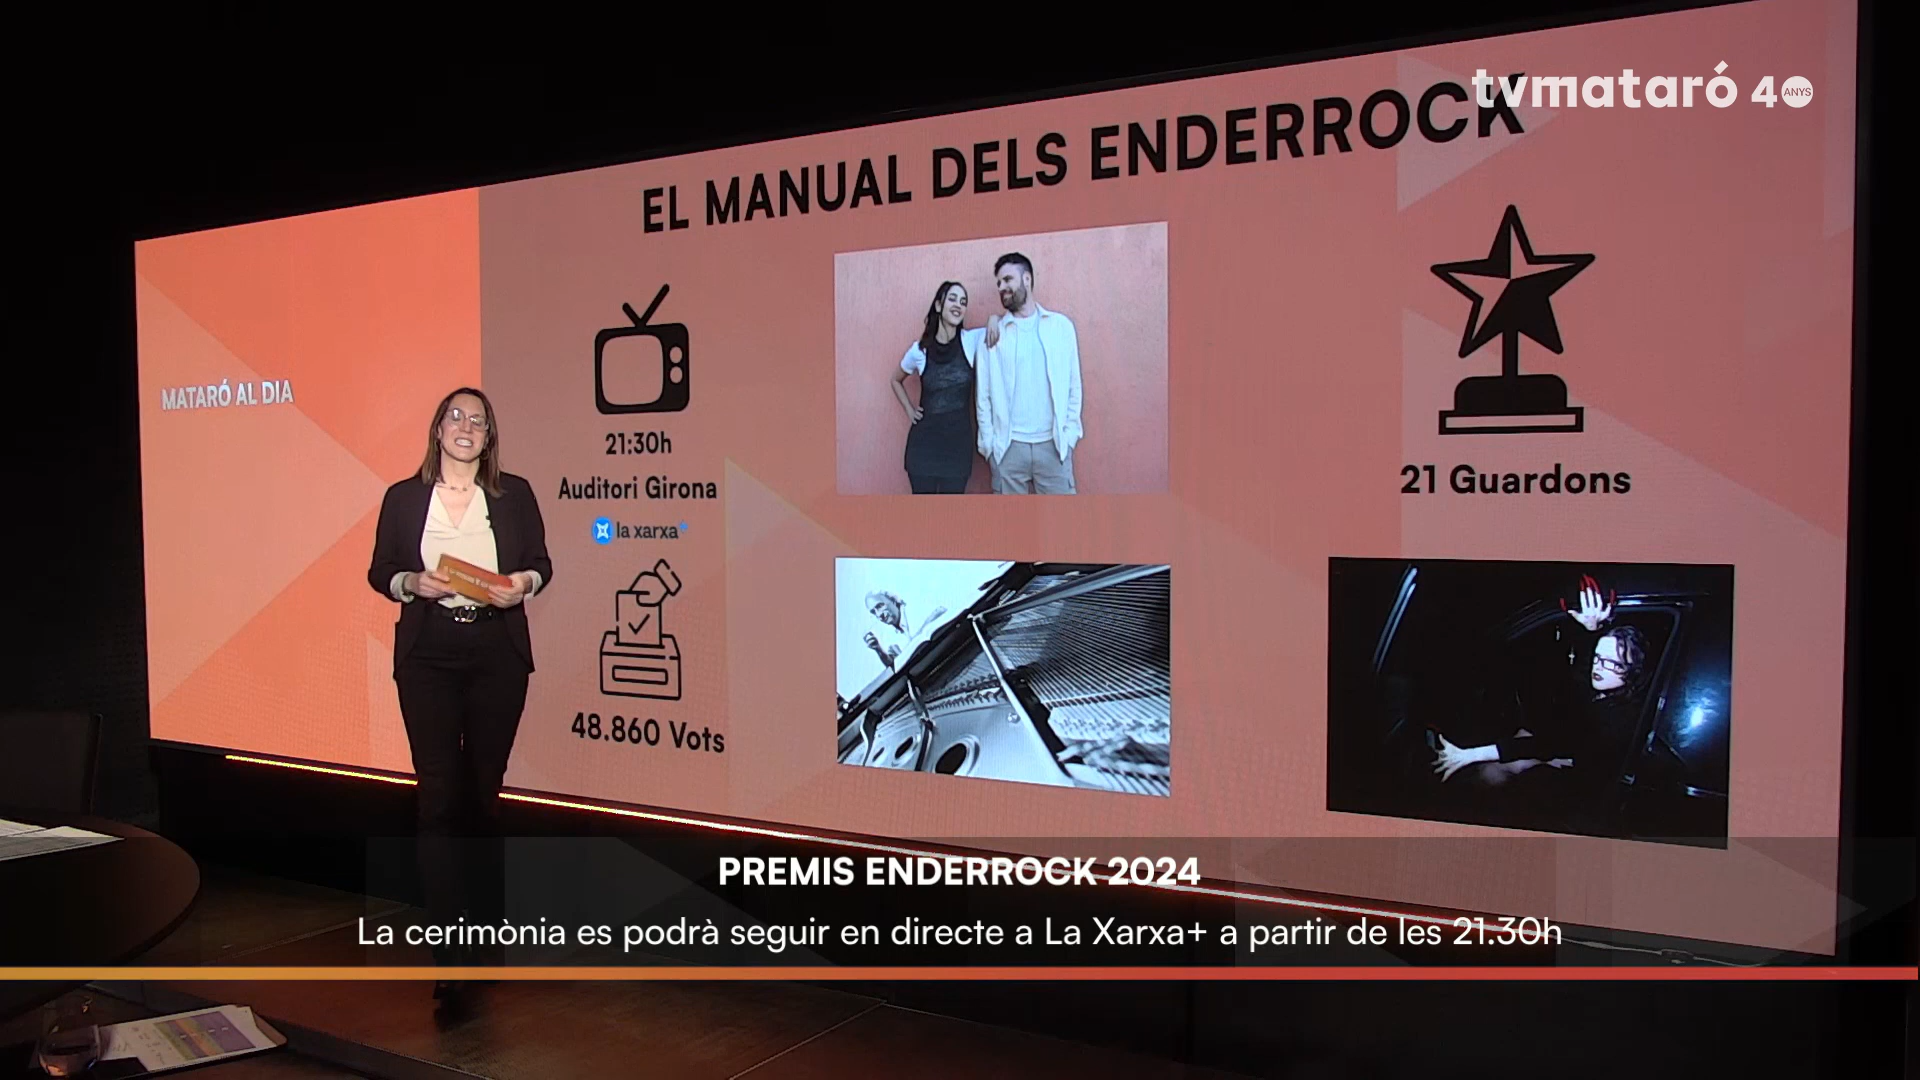 tvmataró 40 ANYS
EL MANUAL DELS ENDERROCK
MATARÓ AL DIA
21:30h
Auditori Girona
la xarxa+
48.860 Vots
21 Guardons
PREMIS ENDERROCK 2024
La cerimònia es podrà seguir en directe a La Xarxa+ a partir de les 21.30h